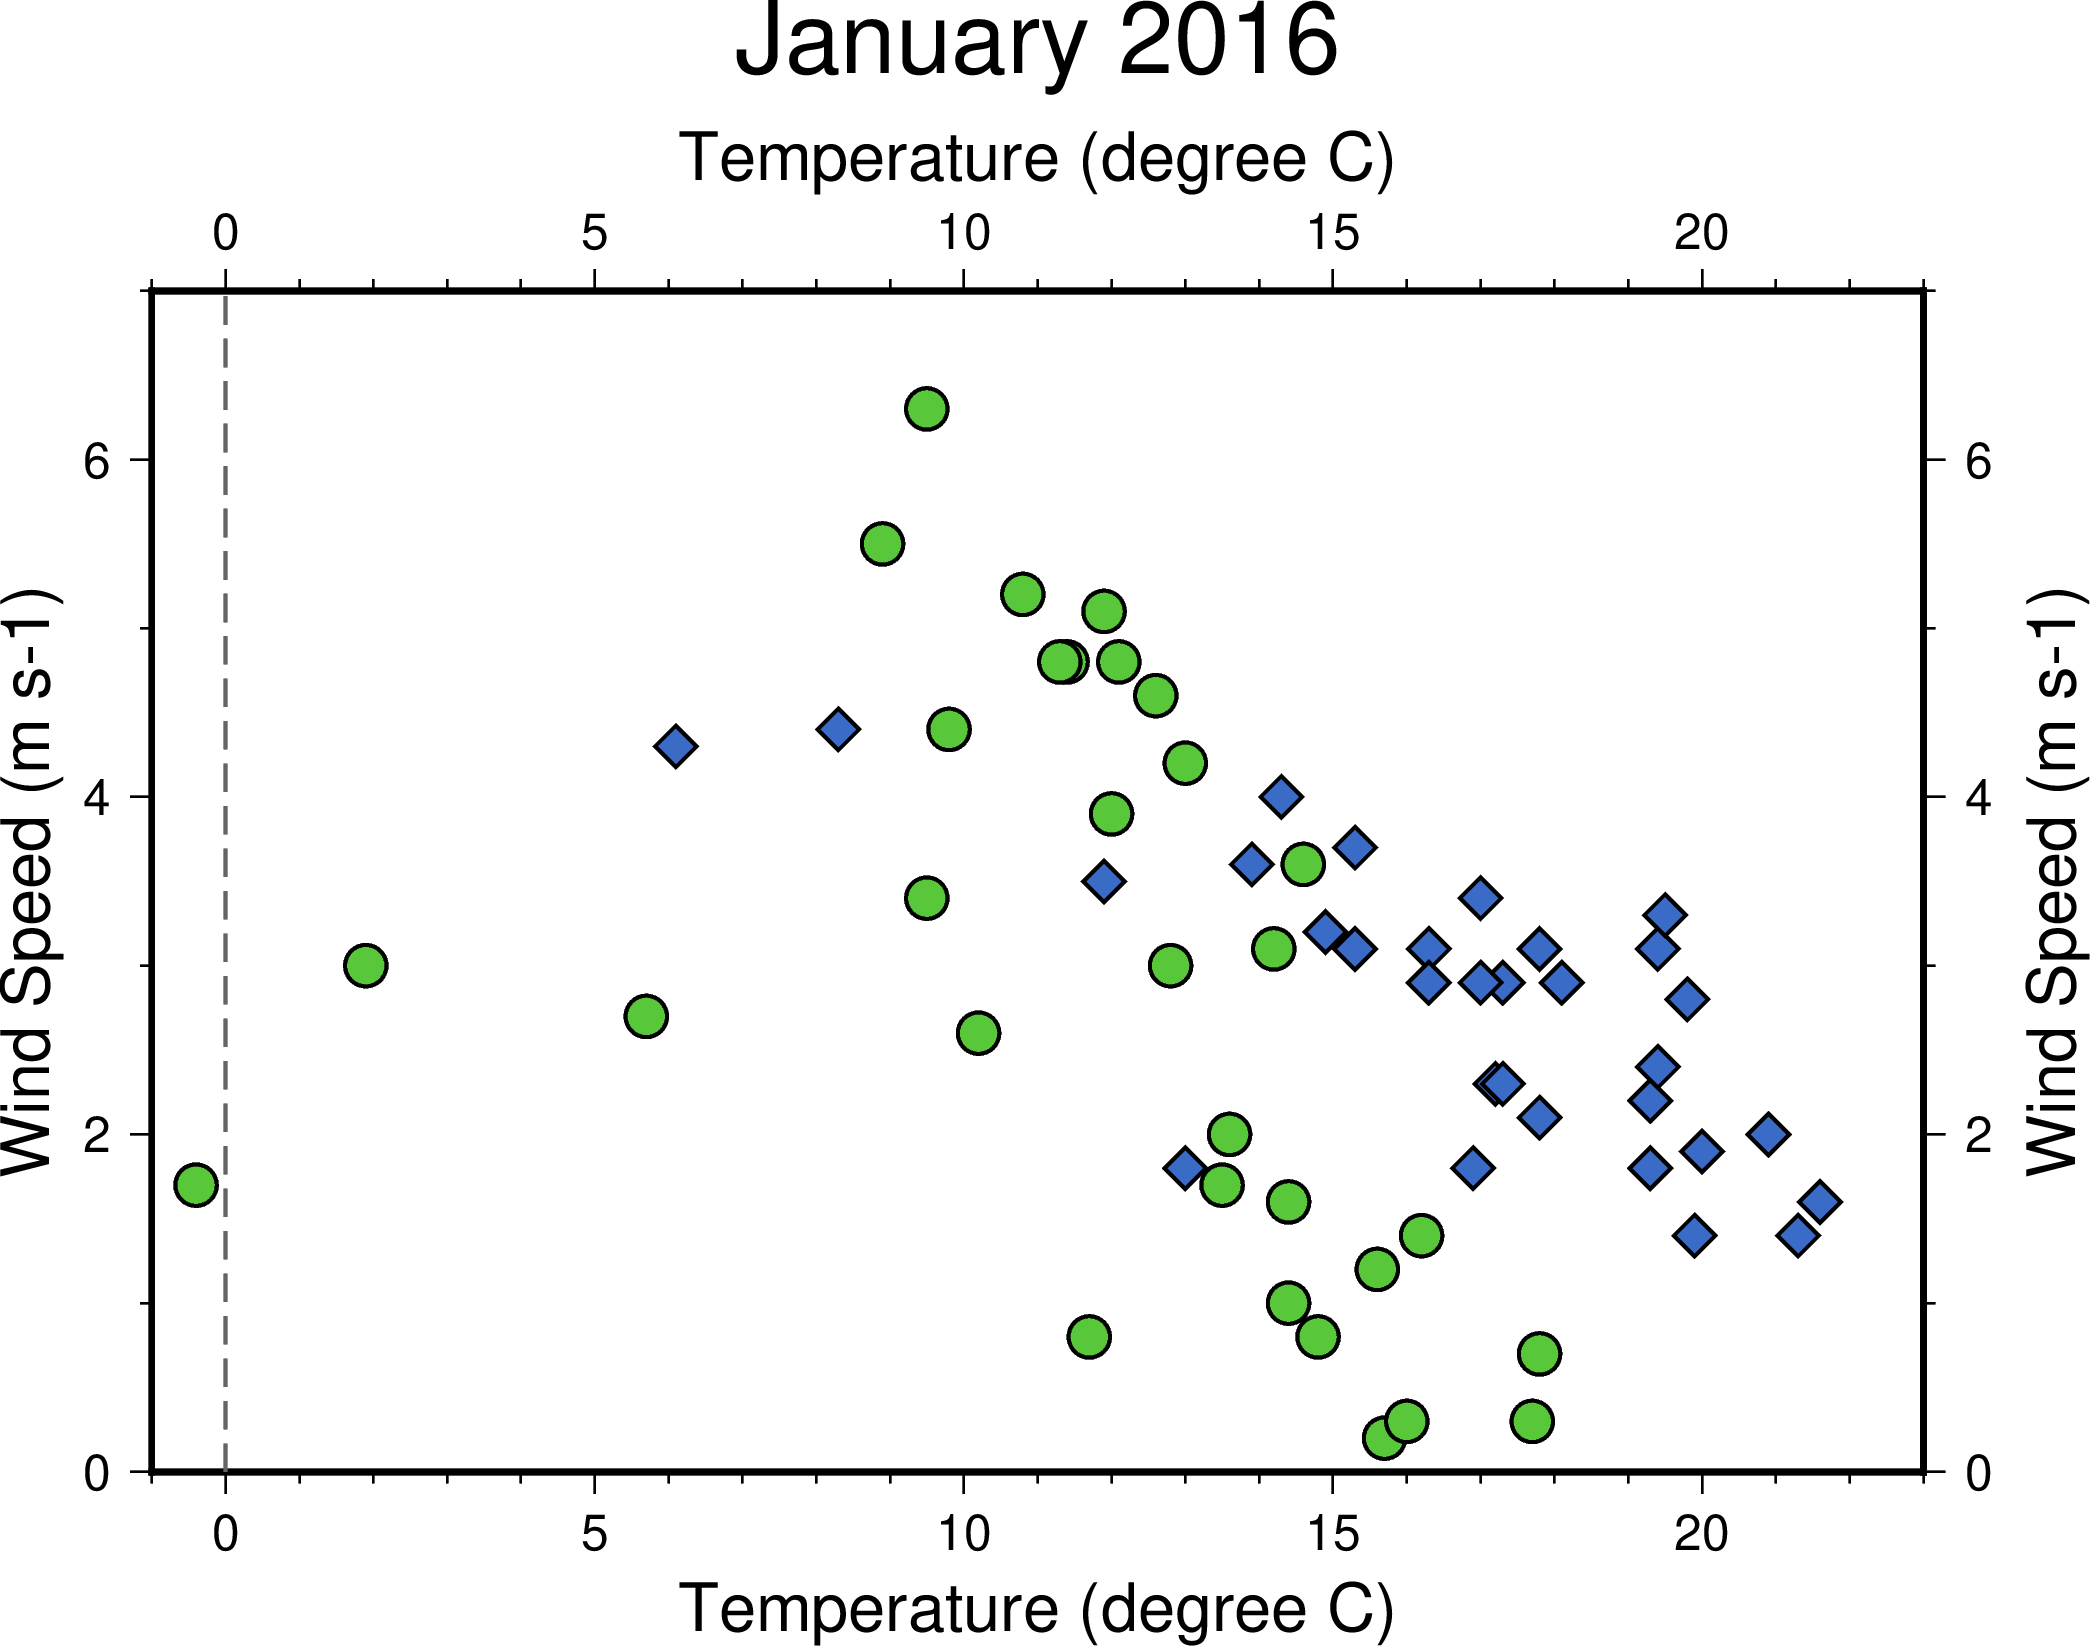 January 2016
Temperature (degree C)
0 5 10 15 20
6 6
4 4
2 2
0 0
Wind Speed (m s-1)
Wind Speed (m s-1)
0 5 10 15 20
Temperature (degree C)